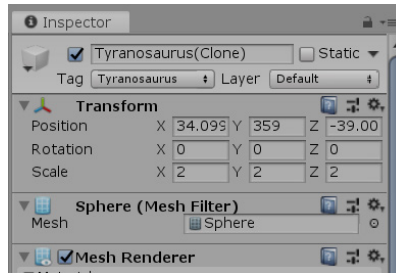 Inspector
Tyranosaurus(Clone) Static
Tag Tyranosaurus Layer Default
Transform
Position X 34.099 Y 359 Z -39.00
Rotation X 0 Y 0 Z 0
Scale X 2 Y 2 Z 2
Sphere (Mesh Filter)
Mesh Sphere
Mesh Renderer